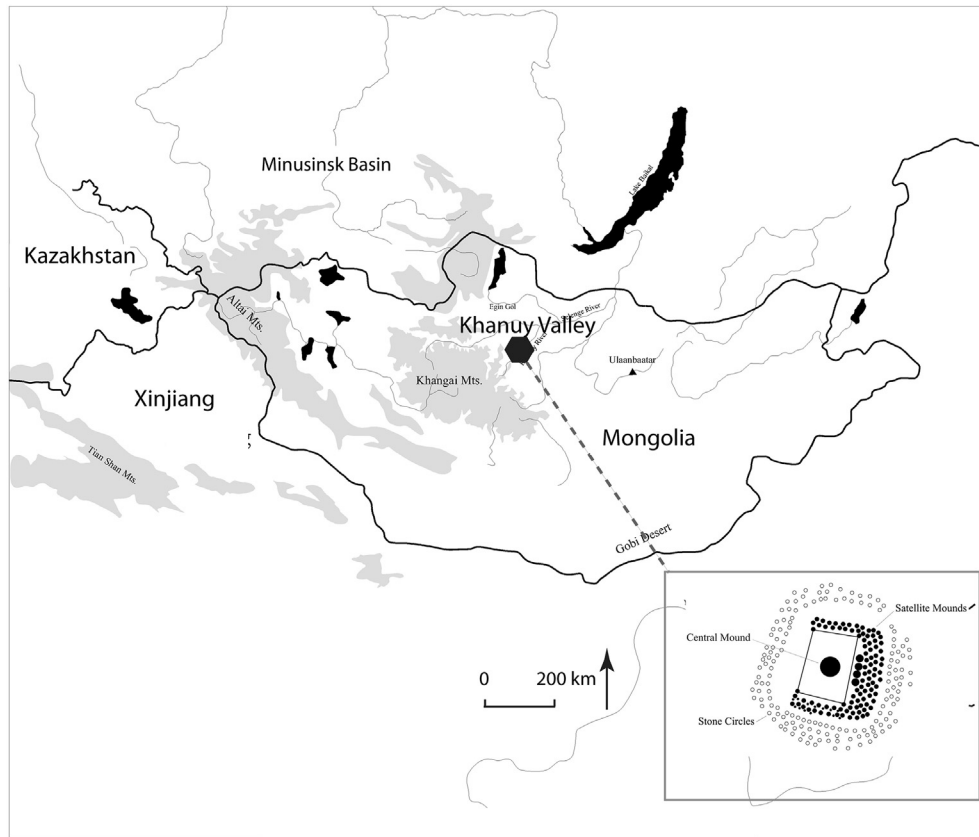 Minusinsk Basin
Lake Baikal
Kazakhstan
Altai Mts.
Egin Gol
Selenge River
Khanuy Valley
River
Ulaanbaatar
Khangai Mts.
Xinjiang
Mongolia
Tian Shan Mts.
Gobi Desert
Satellite Mounds
Central Mound
0 200 km
Stone Circles